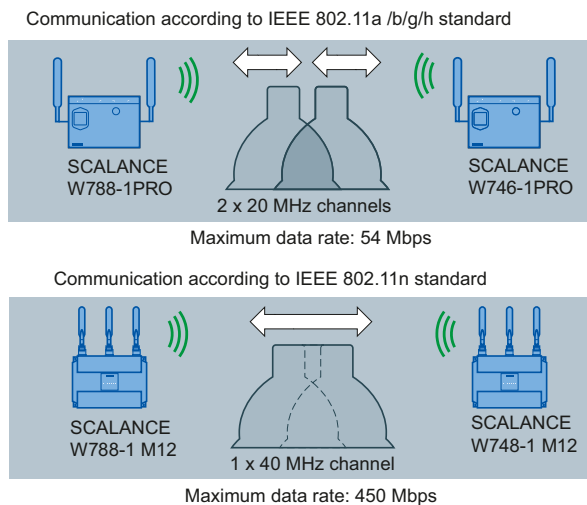 Communication according to IEEE 802.11a /b/g/h standard
SCALANCE
W788-1PRO
2 x 20 MHz channels
SCALANCE
W746-1PRO
Maximum data rate: 54 Mbps
Communication according to IEEE 802.11n standard
SCALANCE
W788-1 M12
1 x 40 MHz channel
SCALANCE
W748-1 M12
Maximum data rate: 450 Mbps